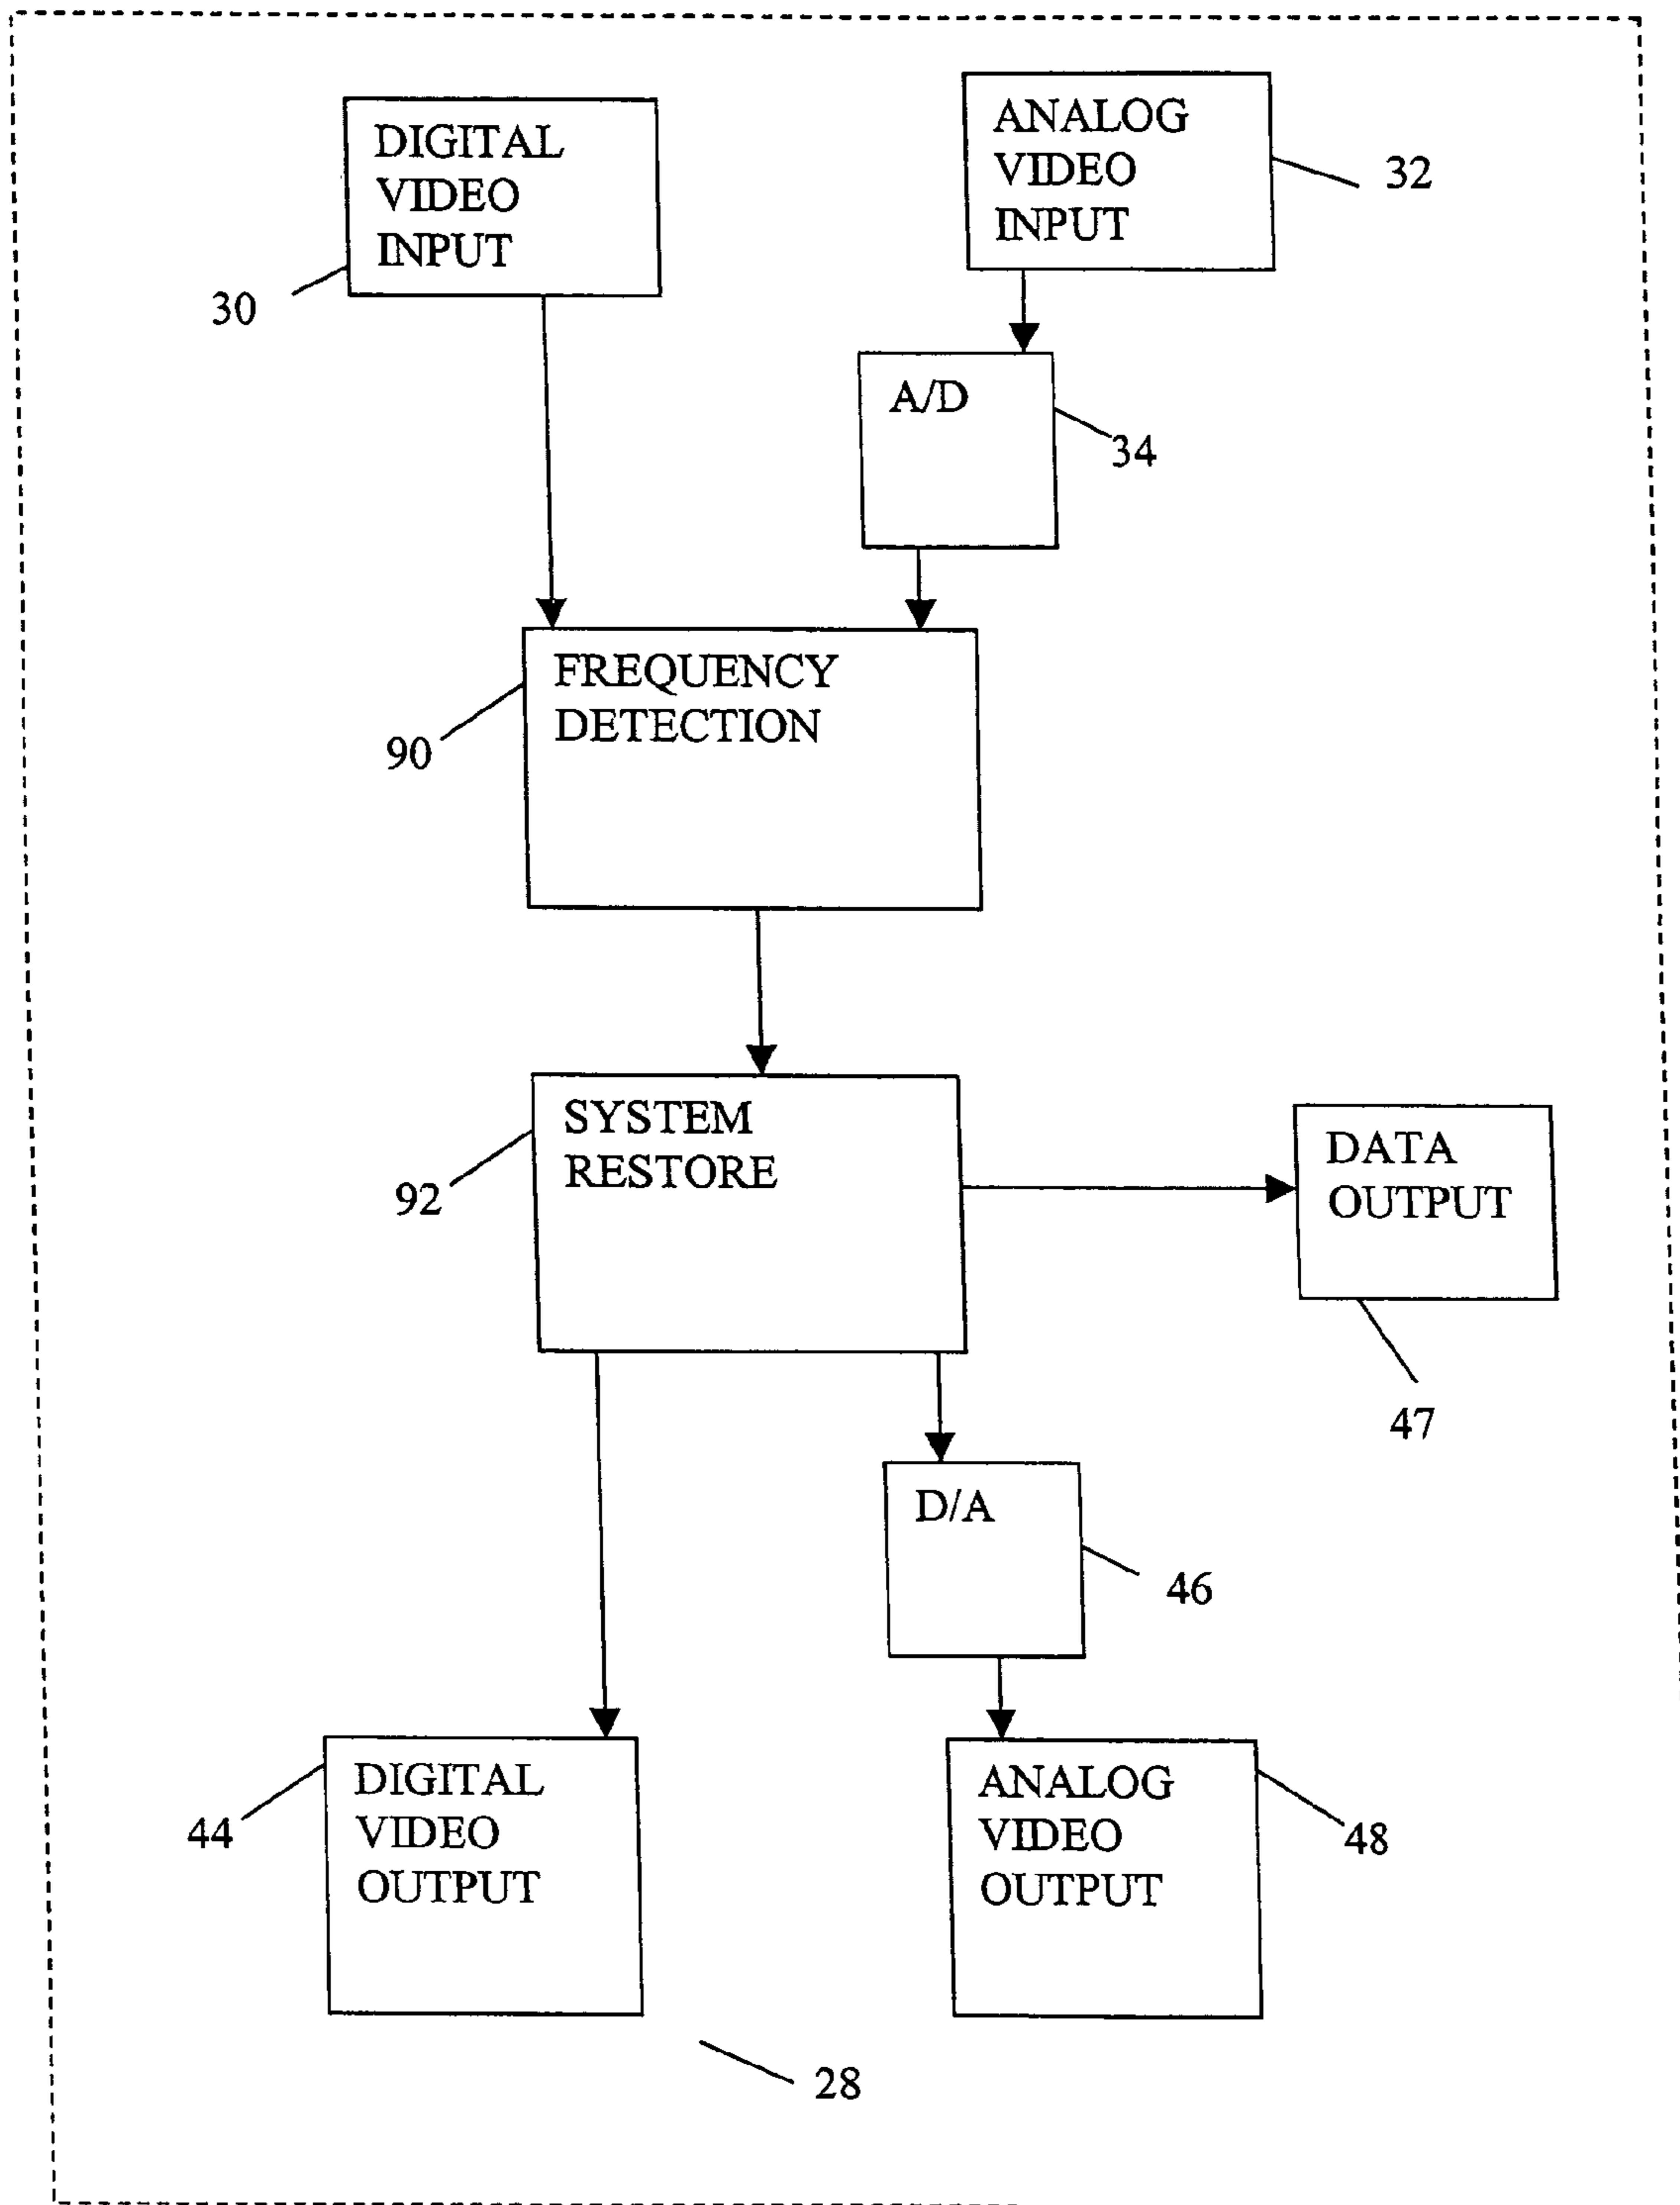 DIGITAL
VIDEO
INPUT
30
ANALOG
VIDEO
INPUT
32
A/D
34
FREQUENCY
DETECTION
90
SYSTEM
RESTORE
92
DATA
OUTPUT
47
D/A
46
DIGITAL
VIDEO
OUTPUT
44
ANALOG
VIDEO
OUTPUT
48
28